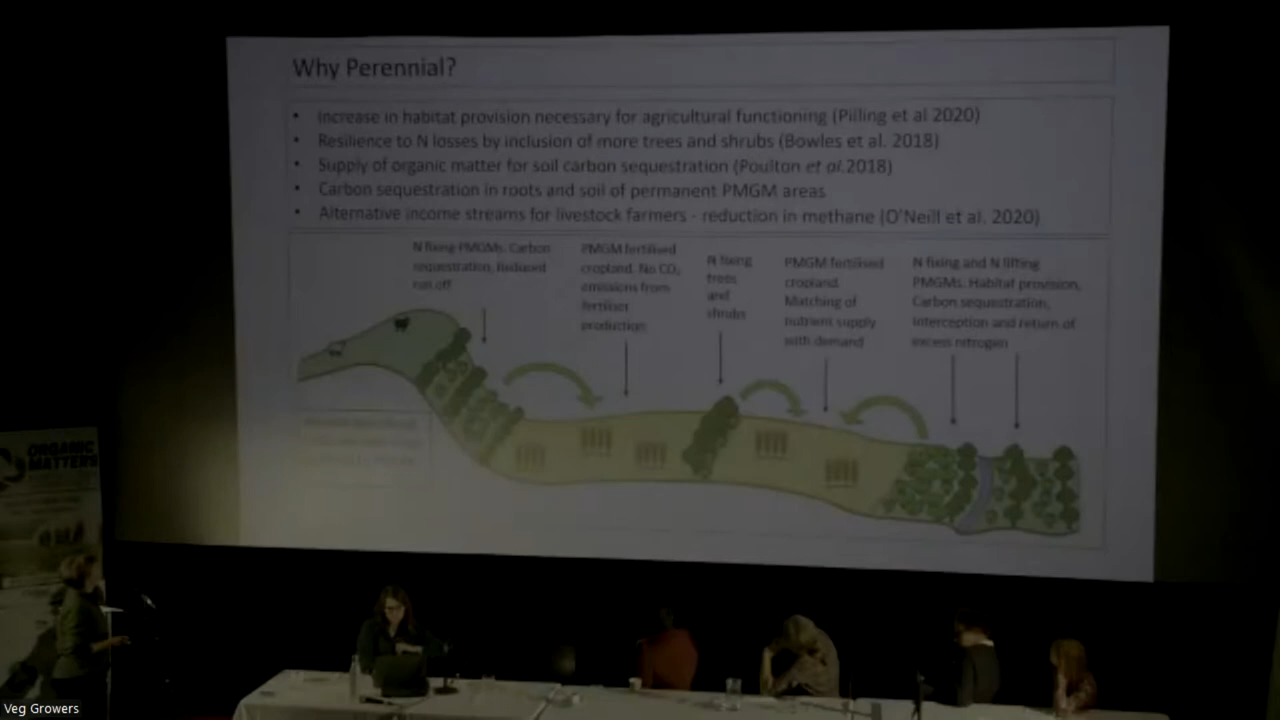 Why Perennial?
• Increase in habitat provision necessary for agricultural functioning (Pilling et al 2020)
• Resilience to N losses by inclusion of more trees and shrubs (Bowles et al. 2018)
• Supply of organic matter for soil carbon sequestration (Poulton et al.2018)
• Carbon sequestration in roots and soil of permanent PMGM areas
• Alternative income streams for livestock farmers - reduction in methane (O'Neill et al. 2020)
N fixing PMGMs. Carbon
sequestration, Reduced
run off
PMGM fertilised
cropland. No CO2
emissions from
fertiliser
production
N fixing
trees
and
shrubs
PMGM fertilised
cropland.
Matching of
nutrient supply
with demand
N fixing and N lifting
PMGMs. Habitat provision,
Carbon sequestration,
interception and return of
excess nitrogen
ORGANIC
MATTERS
Veg Growers